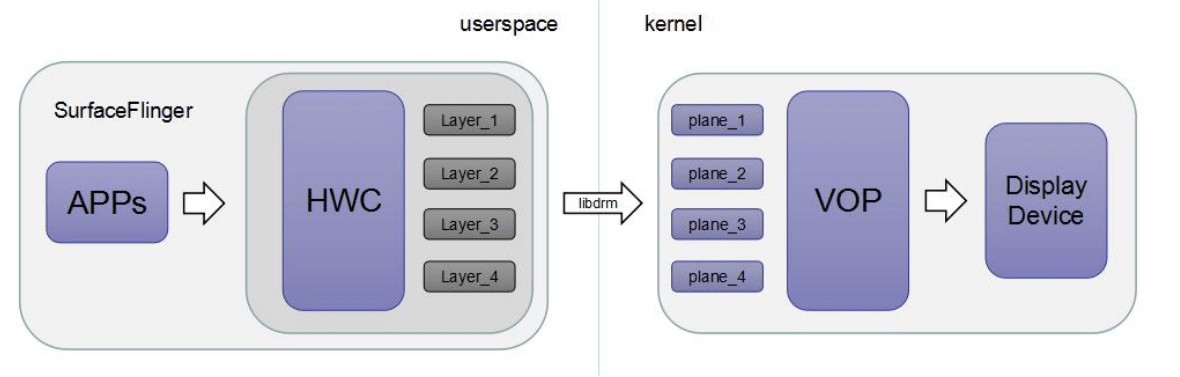 userspace
kernel
SurfaceFlinger
APPs
HWC
Layer_1
Layer_2
Layer_3
Layer_4
libdrm
plane_1
plane_2
plane_3
plane_4
VOP
Display
Device